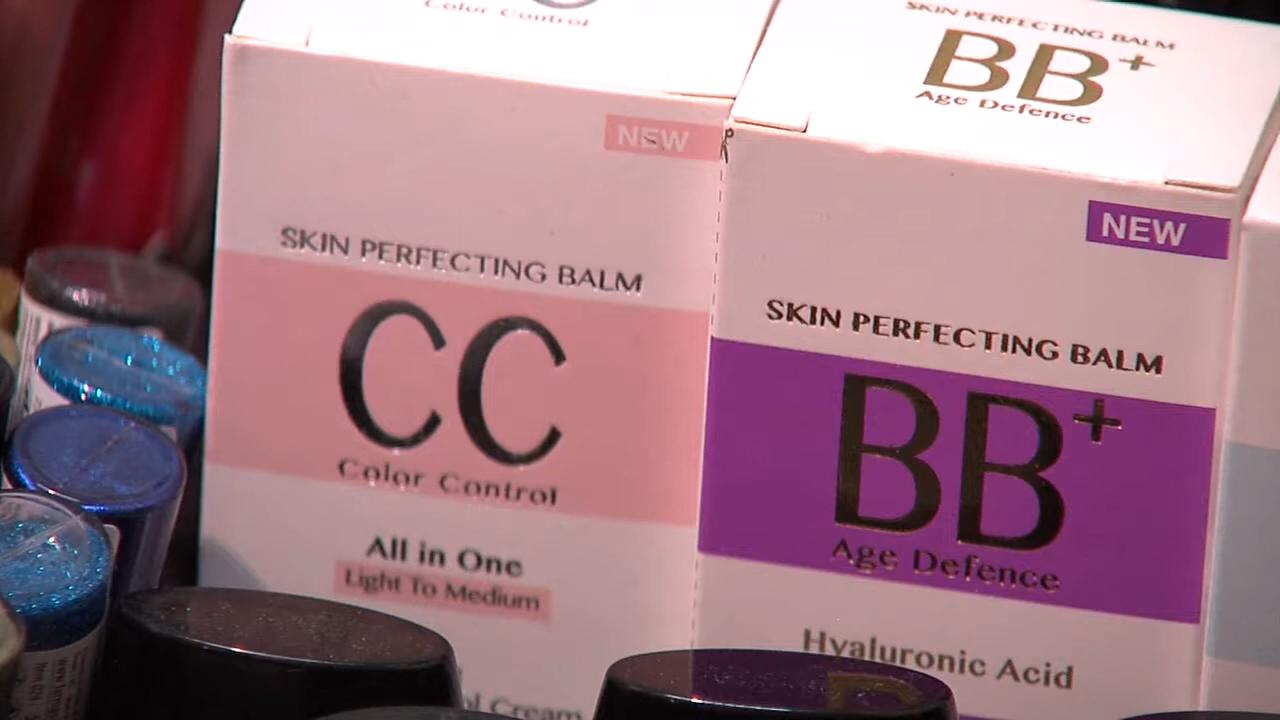 Color Control
NEW
SKIN PERFECTING BALM
CC
Color Control
All in One
Light To Medium
Cream
SKIN PERFECTING BALM
BB+
Age Defence
NEW
SKIN PERFECTING BALM
BB+
Age Defence
Hyaluronic Acid